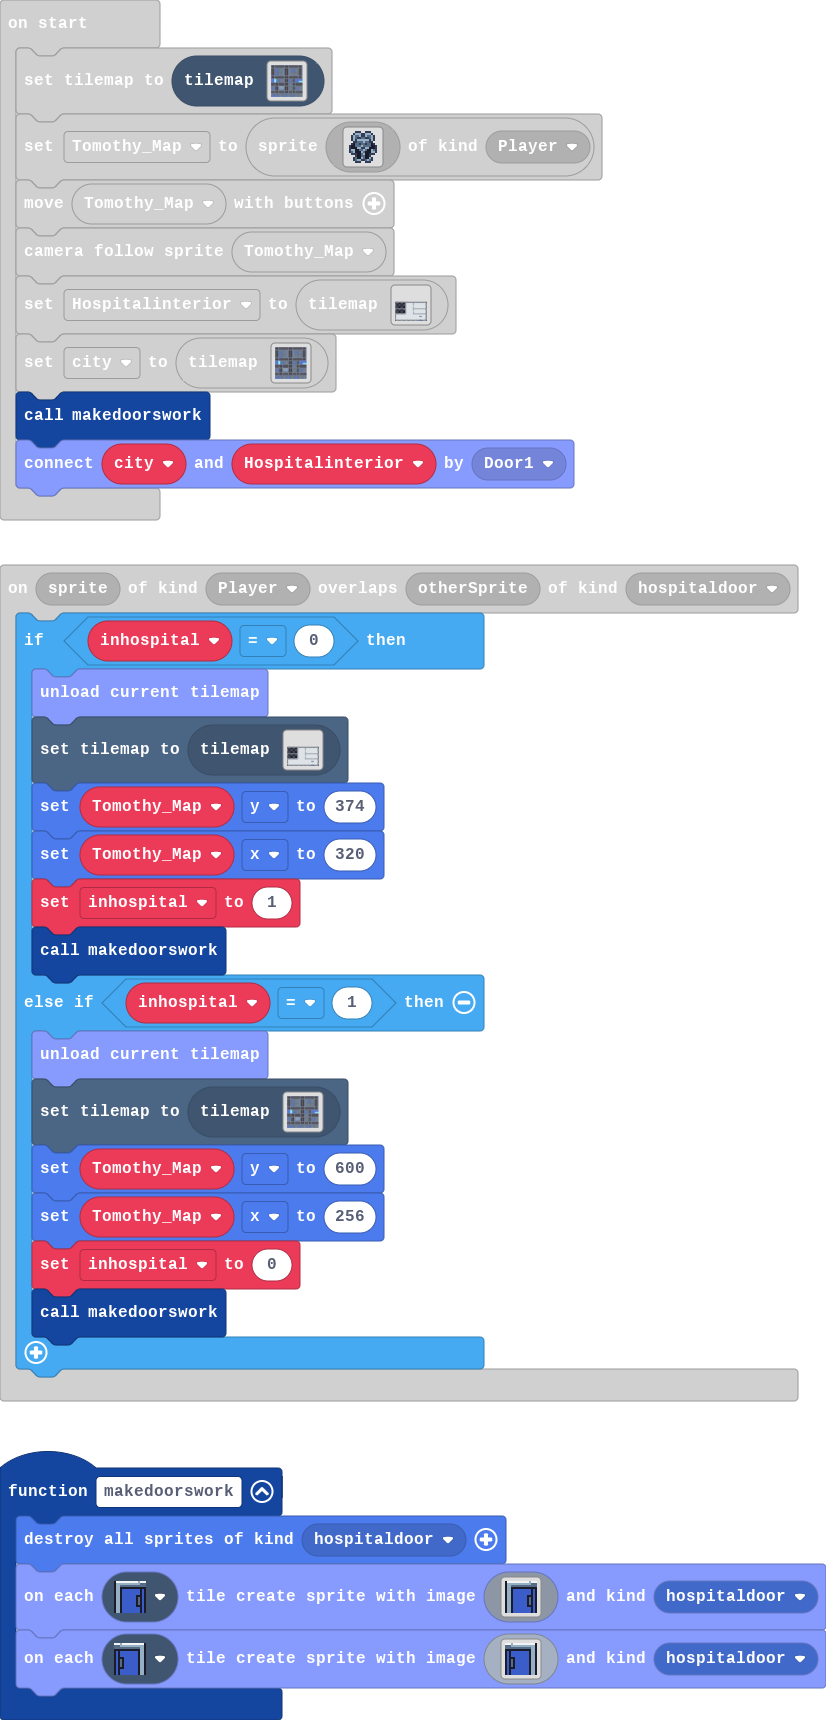 on start
set tilemap to tilemap
set Tomothy_Map to sprite of kind Player
move Tomothy_Map with buttons
camera follow sprite Tomothy_Map
set Hospitalinterior to tilemap
set city to tilemap
call makedoorswork
connect city and Hospitalinterior by Door1
on sprite of kind Player overlaps otherSprite of kind hospitaldoor
if inhospital = 0 then
unload current tilemap
set tilemap to tilemap
set Tomothy_Map y to 374
set Tomothy_Map x to 320
set inhospital to 1
call makedoorswork
else if inhospital = 1 then
unload current tilemap
set tilemap to tilemap
set Tomothy_Map y to 600
set Tomothy_Map x to 256
set inhospital to 0
call makedoorswork
function makedoorswork
destroy all sprites of kind hospitaldoor
on each tile create sprite with image and kind hospitaldoor
on each tile create sprite with image and kind hospitaldoor